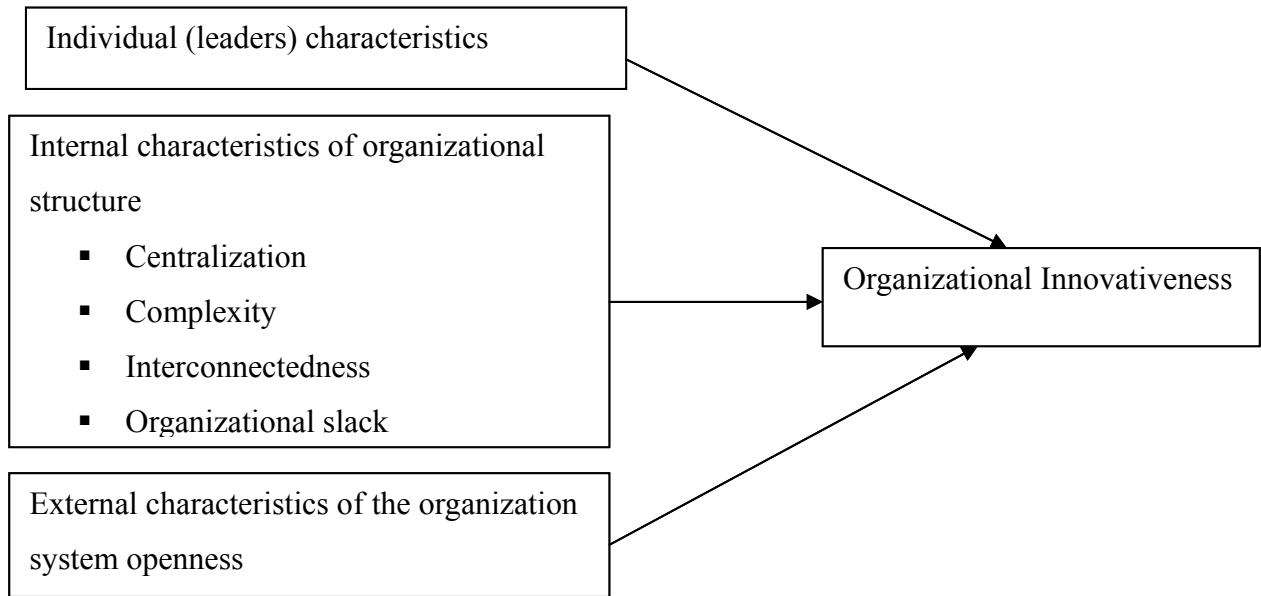 Individual (leaders) characteristics
Internal characteristics of organizational
structure
▪ Centralization
▪ Complexity
▪ Interconnectedness
▪ Organizational slack
Organizational Innovativeness
External characteristics of the organization
system openness